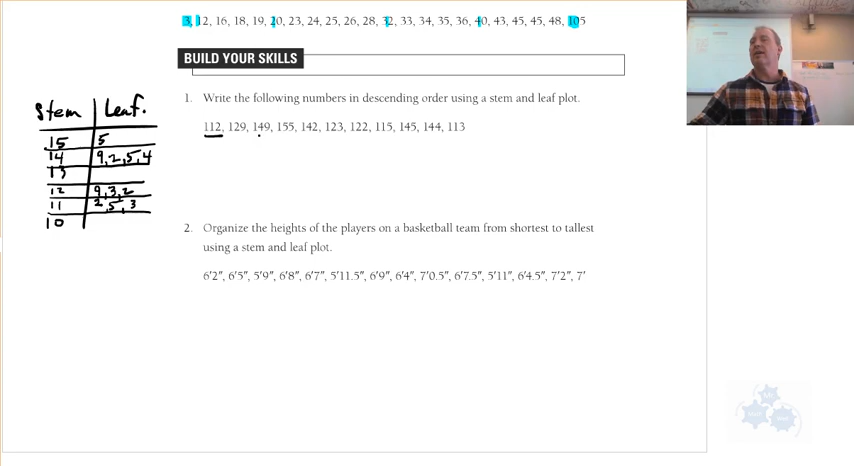 3, 12, 16, 18, 19, 20, 23, 24, 25, 26, 28, 32, 33, 34, 35, 36, 40, 43, 45, 45, 48, 105
BUILD YOUR SKILLS
1. Write the following numbers in descending order using a stem and leaf plot.
112, 129, 149, 155, 142, 123, 122, 115, 145, 144, 113
Stem Leaf.
15 5
14 9,2,5,4
13
12 9,3,2
11 2,5,3
10
2. Organize the heights of the players on a basketball team from shortest to tallest
using a stem and leaf plot.
6′2″, 6′5″, 5′9″, 6′8″, 6′7″, 5′11.5″, 6′9″, 6′4″, 7′0.5″, 6′7.5″, 5′11″, 6′4.5″, 7′2″, 7′